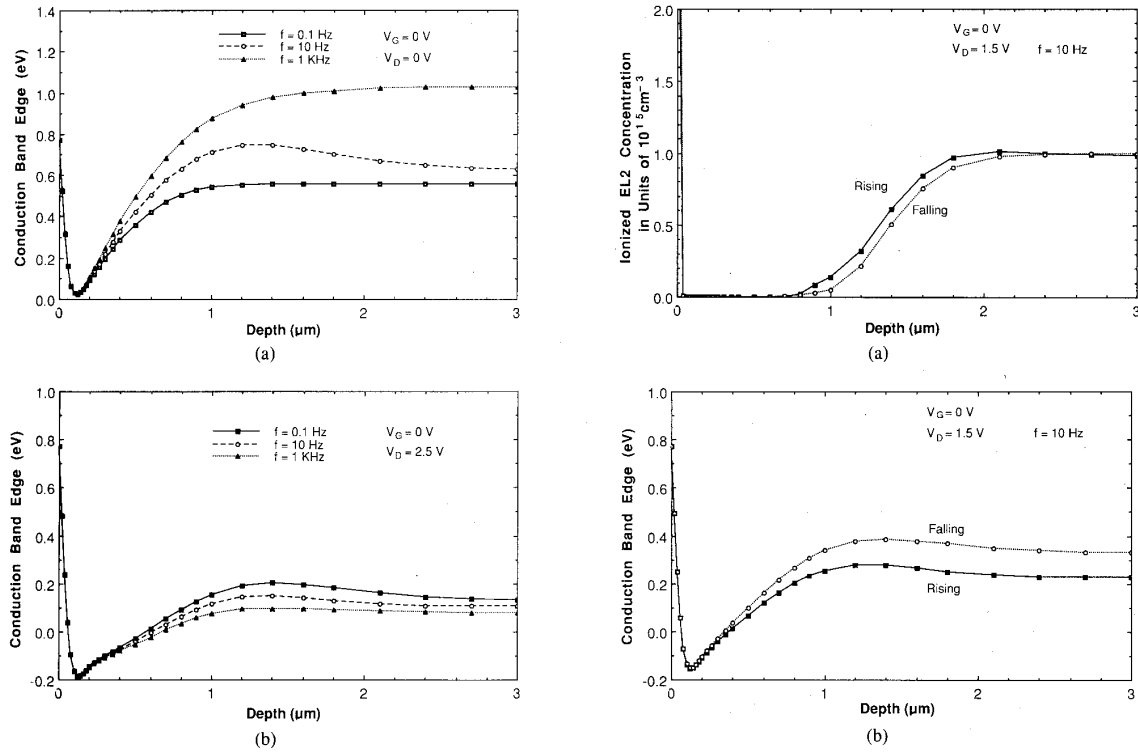 1.4
1.2
1.0
0.8
0.6
0.4
0.2
0.0
Conduction Band Edge (eV)
f = 0.1 Hz
f = 10 Hz
f = 1 KHz
V_G = 0 V
V_D = 0 V
0
1
2
3
Depth (µm)
(a)
1.0
0.8
0.6
0.4
0.2
0.0
-0.2
Conduction Band Edge (eV)
f = 0.1 Hz
f = 10 Hz
f = 1 KHz
V_G = 0 V
V_D = 2.5 V
0
1
2
3
Depth (µm)
(b)
2.0
1.5
1.0
0.5
0.0
Ionized EL2 Concentration
in Units of 10^15 cm^-3
V_G = 0 V
V_D = 1.5 V f = 10 Hz
Rising
Falling
0
1
2
3
Depth (µm)
(a)
1.0
0.8
0.6
0.4
0.2
0.0
-0.2
Conduction Band Edge (eV)
V_G = 0 V
V_D = 1.5 V f = 10 Hz
Falling
Rising
0
1
2
3
Depth (µm)
(b)